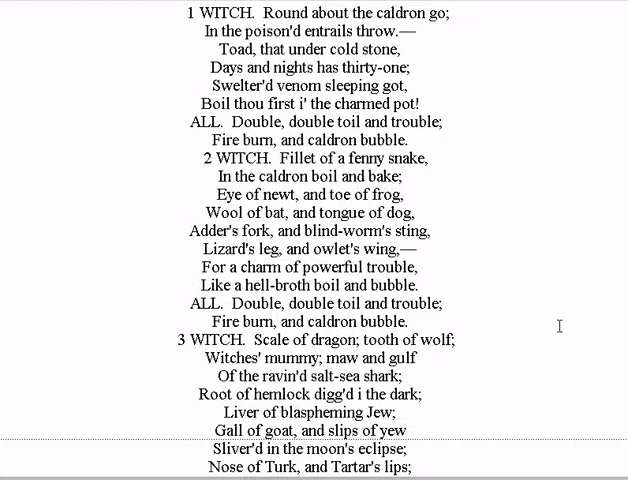 1 WITCH.  Round about the caldron go;
In the poison'd entrails throw.—
Toad, that under cold stone,
Days and nights has thirty-one;
Swelter'd venom sleeping got,
Boil thou first i' the charmed pot!
ALL.  Double, double toil and trouble;
Fire burn, and caldron bubble.
2 WITCH.  Fillet of a fenny snake,
In the caldron boil and bake;
Eye of newt, and toe of frog,
Wool of bat, and tongue of dog,
Adder's fork, and blind-worm's sting,
Lizard's leg, and owlet's wing,—
For a charm of powerful trouble,
Like a hell-broth boil and bubble.
ALL.  Double, double toil and trouble;
Fire burn, and caldron bubble.
3 WITCH.  Scale of dragon; tooth of wolf;
Witches' mummy; maw and gulf
Of the ravin'd salt-sea shark;
Root of hemlock digg'd i the dark;
Liver of blaspheming Jew;
Gall of goat, and slips of yew
Sliver'd in the moon's eclipse;
Nose of Turk, and Tartar's lips;